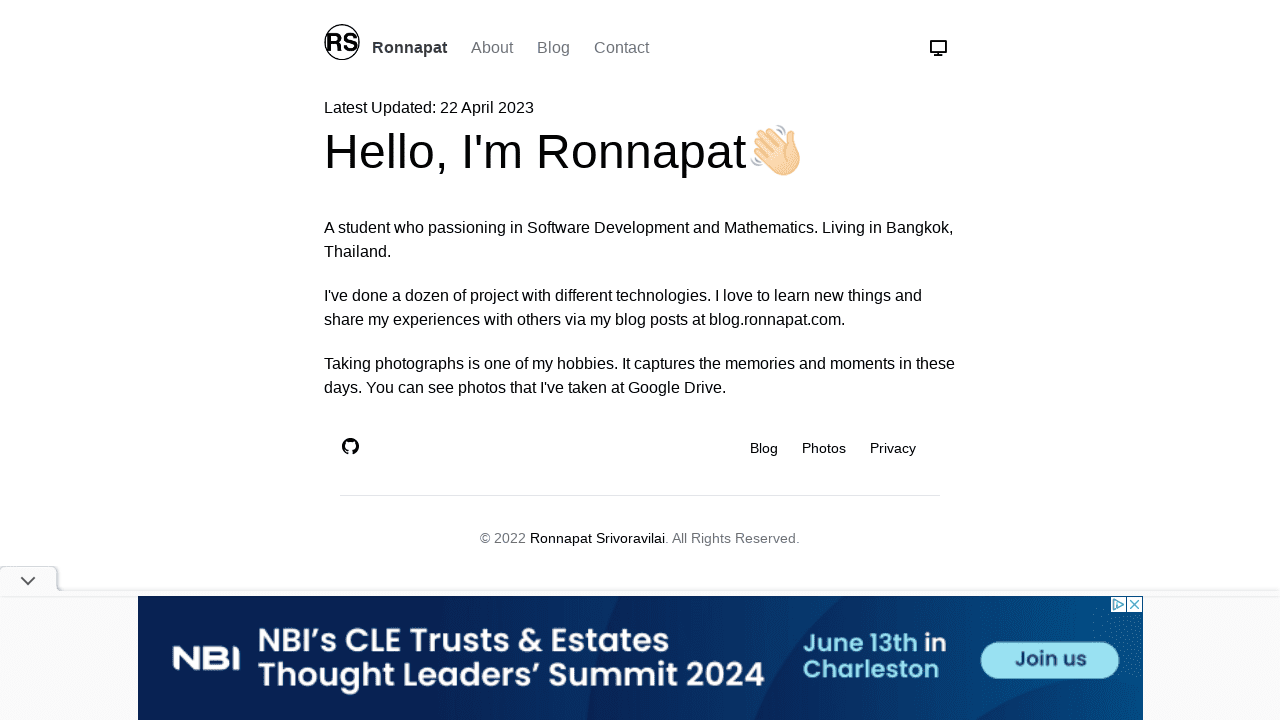 RS Ronnapat About Blog Contact
Latest Updated: 22 April 2023
Hello, I'm Ronnapat👋🏻
A student who passioning in Software Development and Mathematics. Living in Bangkok,
Thailand.
I've done a dozen of project with different technologies. I love to learn new things and
share my experiences with others via my blog posts at blog.ronnapat.com.
Taking photographs is one of my hobbies. It captures the memories and moments in these
days. You can see photos that I've taken at Google Drive.
Blog Photos Privacy
© 2022 Ronnapat Srivoravilai. All Rights Reserved.
NBI NBI's CLE Trusts & Estates
Thought Leaders' Summit 2024
June 13th in
Charleston
Join us